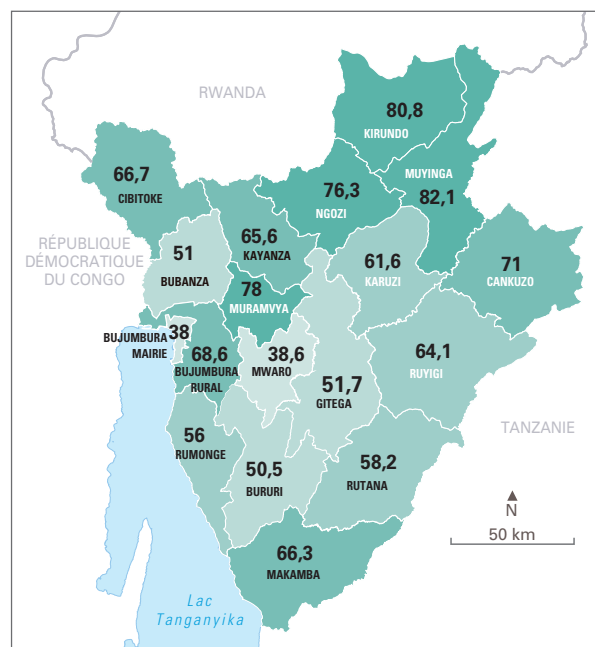 RWANDA
80,8
KIRUNDO
MUYINGA
82,1
66,7
CIBITOKE
76,3
NGOZI
65,6
KAYANZA
RÉPUBLIQUE
DÉMOCRATIQUE
DU CONGO
51
BUBANZA
61,6
KARUZI
71
CANKUZO
78
MURAMVYA
BUJUMBURA
MAIRIE
38
68,6
BUJUMBURA
RURAL
38,6
MWARO
51,7
GITEGA
64,1
RUYIGI
TANZANIE
56
RUMONGE
50,5
BURURI
58,2
RUTANA
N
50 km
66,3
MAKAMBA
Lac
Tanganyika